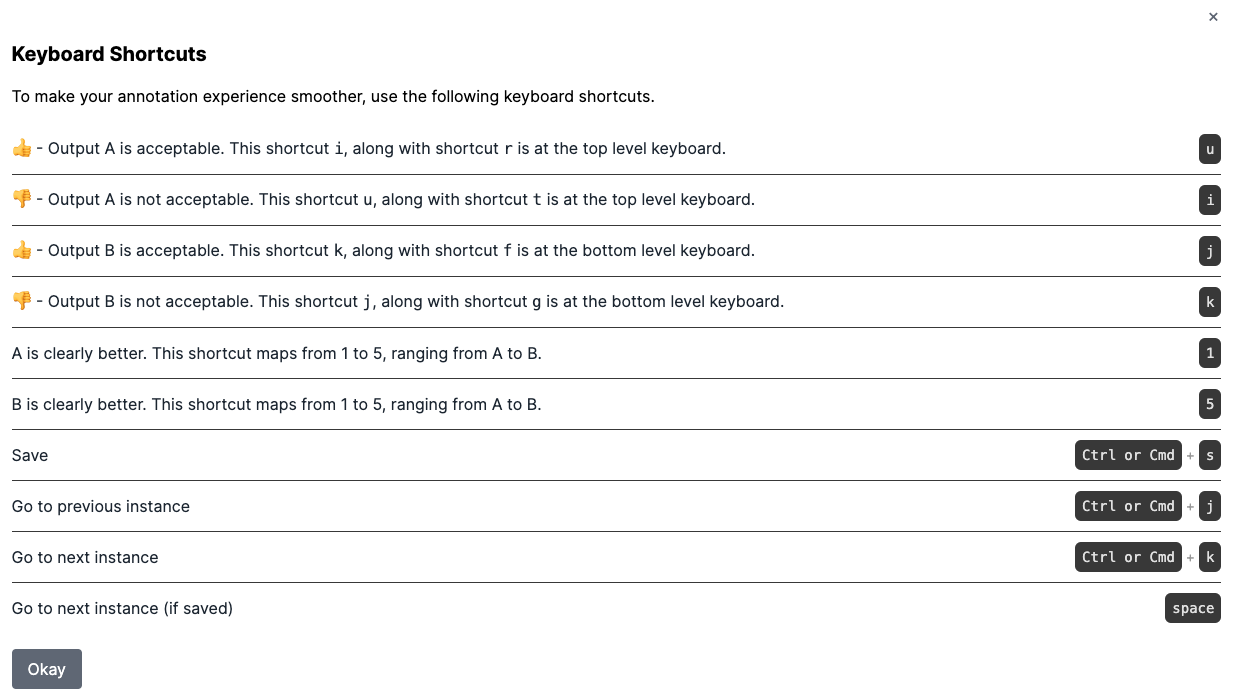 ×
Keyboard Shortcuts
To make your annotation experience smoother, use the following keyboard shortcuts.
👍 - Output A is acceptable. This shortcut i, along with shortcut r is at the top level keyboard. u
👎 - Output A is not acceptable. This shortcut u, along with shortcut t is at the top level keyboard. i
👍 - Output B is acceptable. This shortcut k, along with shortcut f is at the bottom level keyboard. j
👎 - Output B is not acceptable. This shortcut j, along with shortcut g is at the bottom level keyboard. k
A is clearly better. This shortcut maps from 1 to 5, ranging from A to B. 1
B is clearly better. This shortcut maps from 1 to 5, ranging from A to B. 5
Save Ctrl or Cmd + s
Go to previous instance Ctrl or Cmd + j
Go to next instance Ctrl or Cmd + k
Go to next instance (if saved) space
Okay